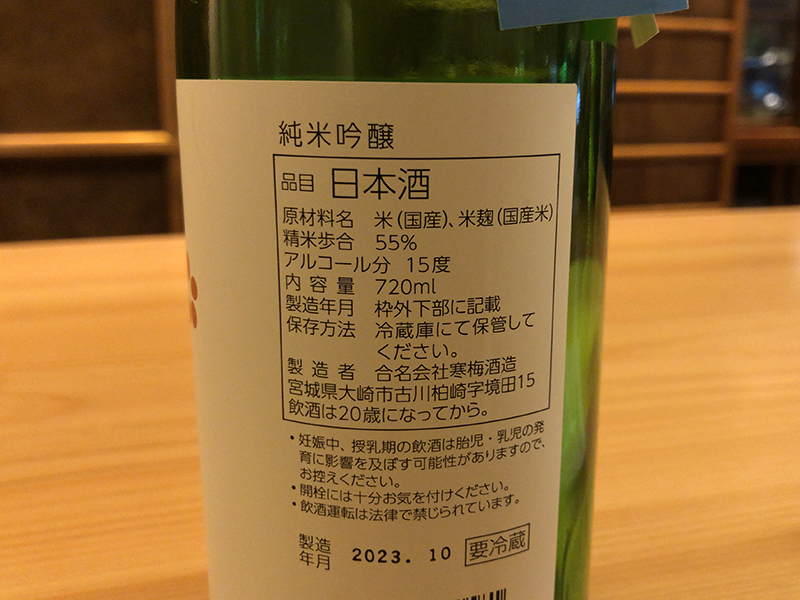 純米吟醸
品目 日本酒
原材料名 米(国産)、米麹(国産米)
精米歩合 55%
アルコール分 15度
内容量 720ml
製造年月 枠外下部に記載
保存方法 冷蔵庫にて保管して
ください。
製造者 合名会社寒梅酒造
宮城県大崎市古川柏崎字境田15
飲酒は20歳になってから。
・妊娠中、授乳期の飲酒は胎児・乳児の発
育に影響を及ぼす可能性がありますので、
お控えください。
・開栓には十分お気を付けください。
・飲酒運転は法律で禁じられています。
製造
年月 2023. 10 要冷蔵